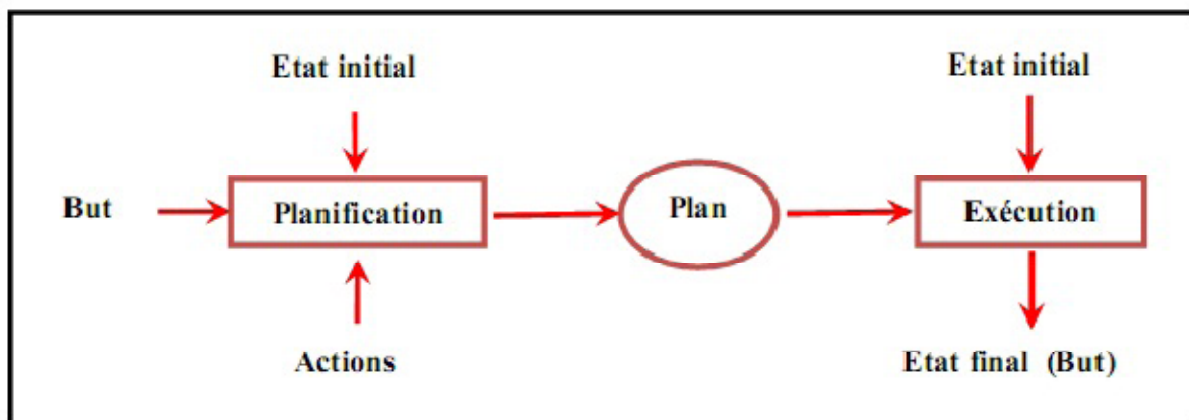 Etat initial
Etat initial
But
Planification
Plan
Exécution
Actions
Etat final (But)